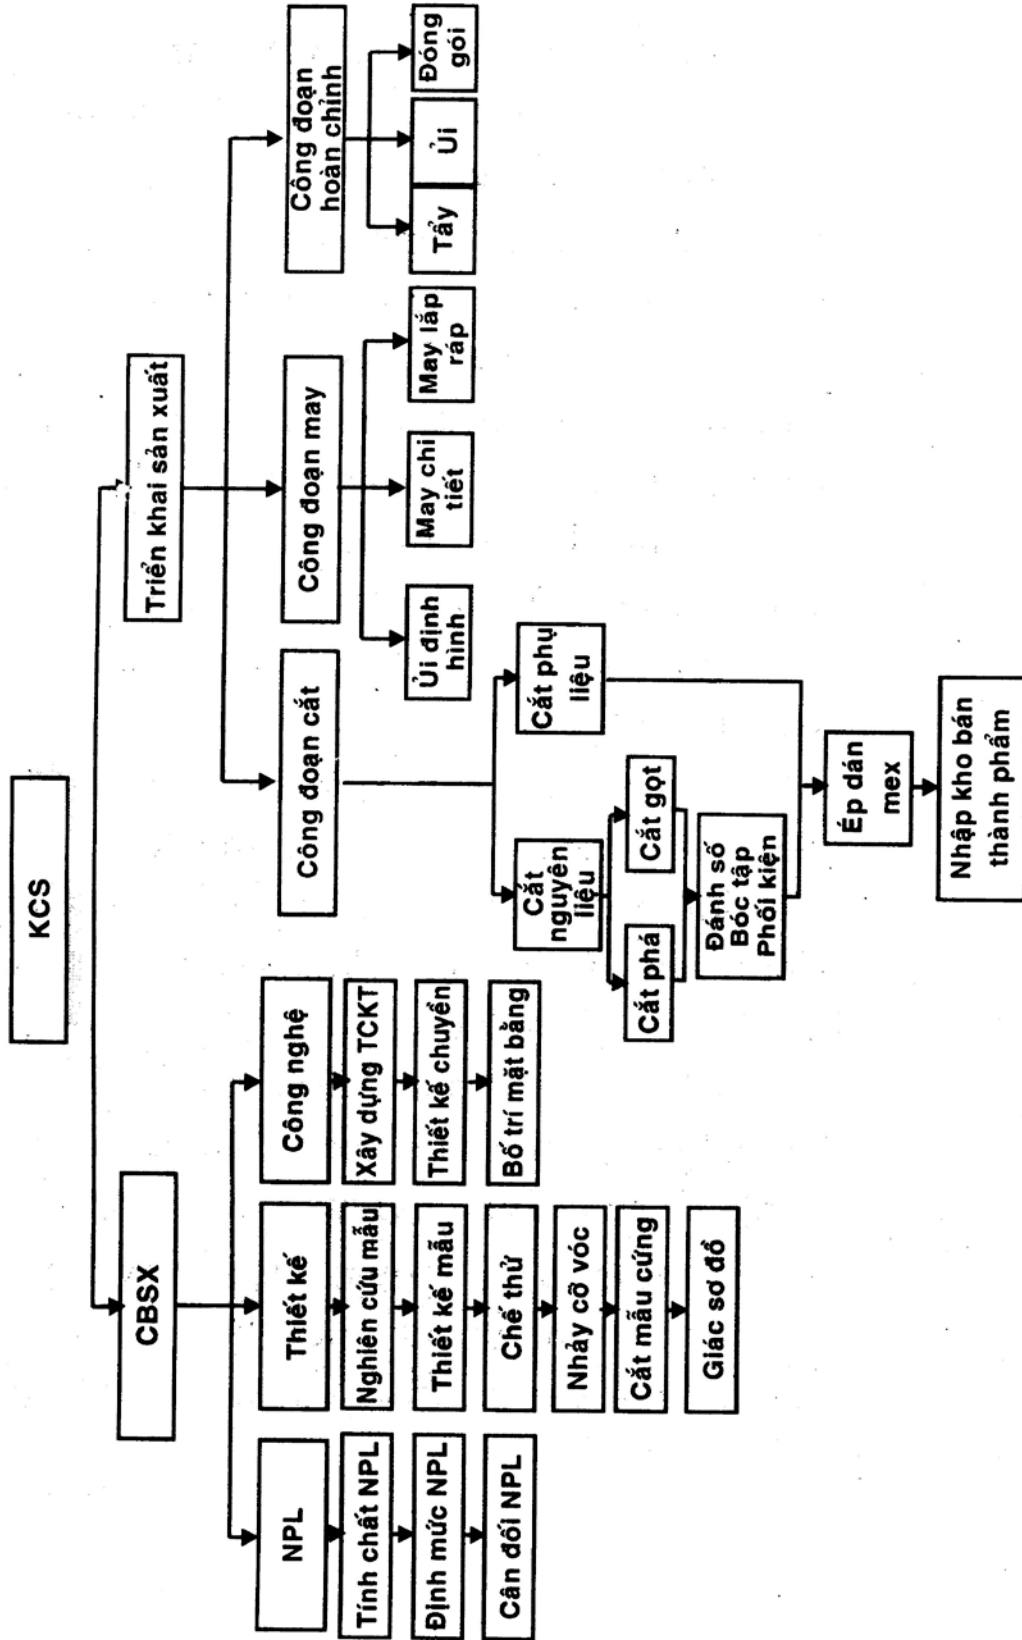 KCS
CBSX
Triển khai sản xuất
NPL
Thiết kế
Công nghệ
Công đoạn cắt
Công đoạn may
Công đoạn
hoàn chỉnh
Tính chất NPL
Định mức NPL
Cân đối NPL
Nghiên cứu mẫu
Thiết kế mẫu
Chế thử
Nhảy cỡ vóc
Cắt mẫu cứng
Giác sơ đồ
Xây dựng TCKT
Thiết kế chuyền
Bố trí mặt bằng
Cắt
nguyên
liệu
Cắt phụ
liệu
Cắt phá
Cắt gọt
Đánh số
Bóc tập
Phối kiện
Ép dán
mex
Nhập kho bán
thành phẩm
Ủi định
hình
May chi
tiết
May lắp
ráp
Tẩy
Ủi
Đóng
gói